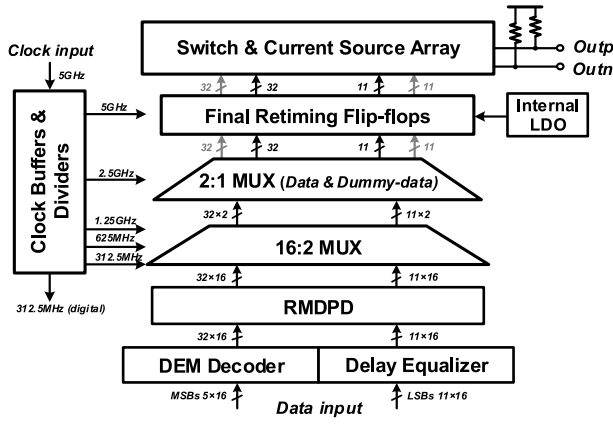 Clock input
5GHz
Clock Buffers & Dividers
5GHz
2.5GHz
1.25GHz
625MHz
312.5MHz
312.5MHz (digital)
Switch & Current Source Array
Outp
Outn
32
32
11
11
Final Retiming Flip-flops
Internal
LDO
32
32
11
11
2:1 MUX (Data & Dummy-data)
32×2
11×2
16:2 MUX
32×16
11×16
RMDPD
32×16
11×16
DEM Decoder
Delay Equalizer
MSBs 5×16
LSBs 11×16
Data input